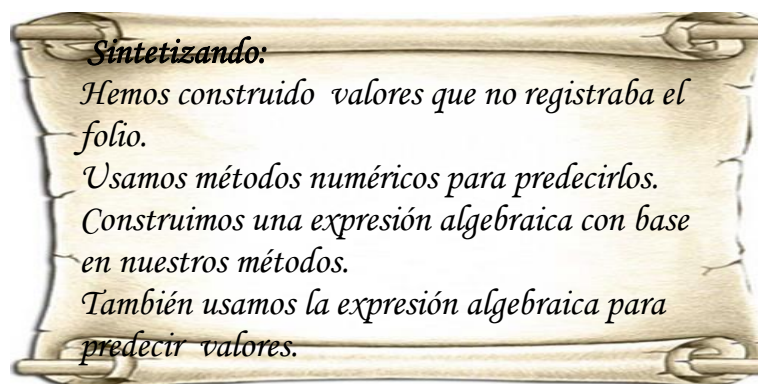 Sintetizando:
Hemos construido valores que no registraba el
folio.
Usamos métodos numéricos para predecirlos.
Construimos una expresión algebraica con base
en nuestros métodos.
También usamos la expresión algebraica para
predecir valores.